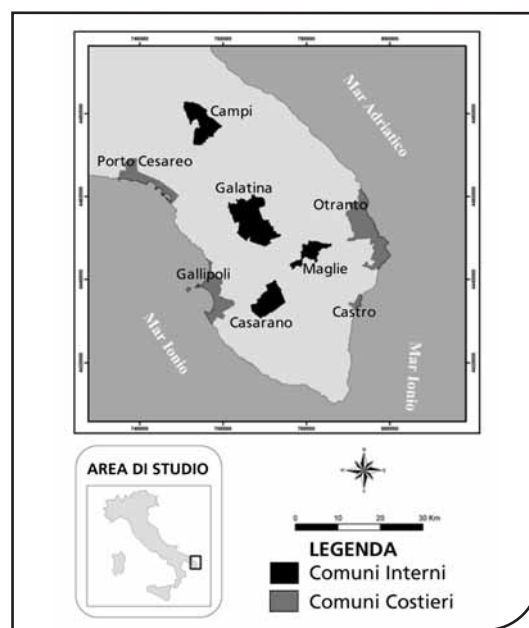 Mar Adriatico
Campi
Porto Cesareo
Galatina
Otranto
Maglie
Gallipoli
Casarano
Castro
Mar Ionio
Mar Ionio
AREA DI STUDIO
0 10 20 30 Km
LEGENDA
Comuni Interni
Comuni Costieri